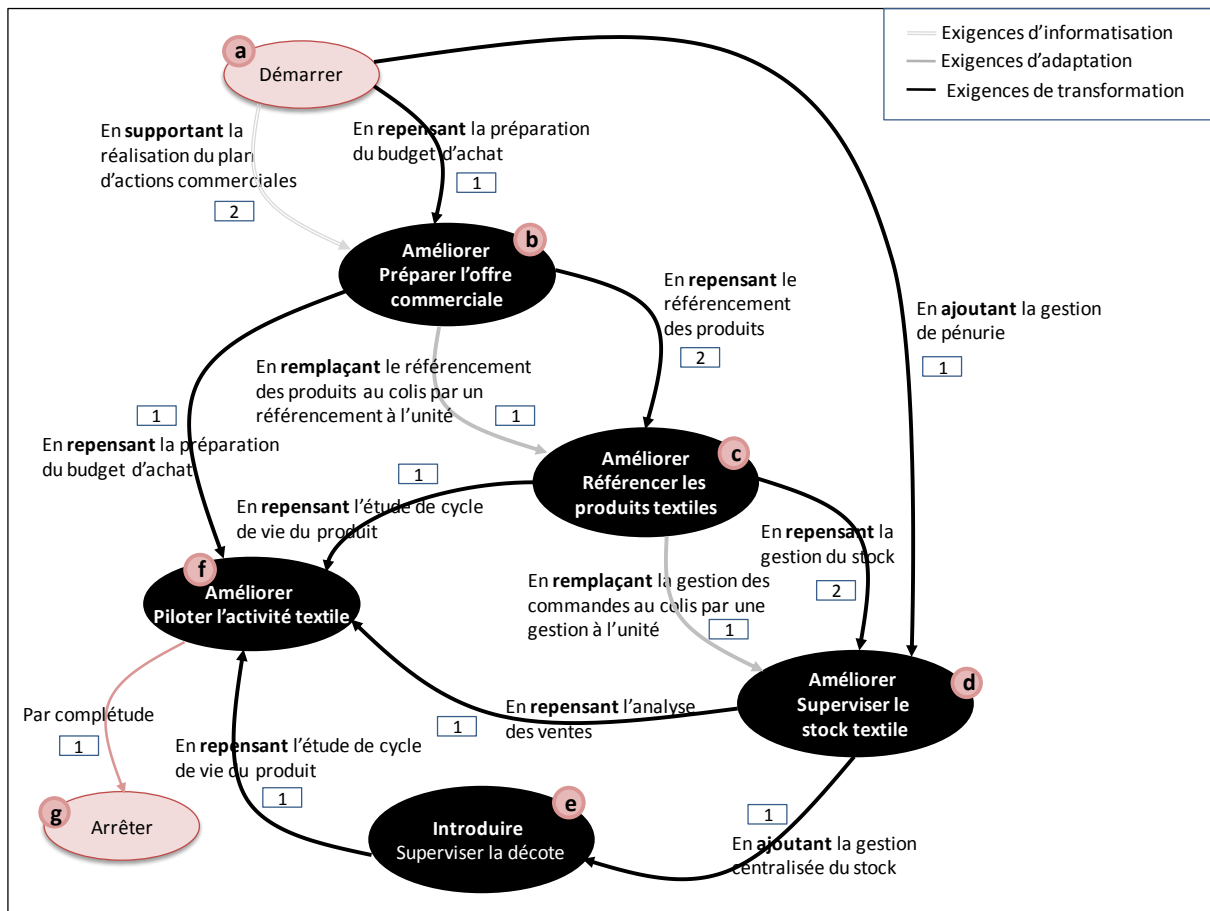 a
Démarrer
Exigences d'informatisation
Exigences d'adaptation
Exigences de transformation
En supportant la
réalisation du plan
d'actions commerciales
2
En repensant la préparation
du budget d'achat
1
b
Améliorer
Préparer l'offre
commerciale
En repensant le
référencement
des produits
2
En ajoutant la gestion
de pénurie
1
En remplaçant le référencement
des produits au colis par un
référencement à l'unité
1
1
En repensant la préparation
du budget d'achat
c
Améliorer
Référencer les
produits textiles
1
En repensant l'étude de cycle
de vie du produit
En repensant la
gestion du stock
2
f
Améliorer
Piloter l'activité textile
En remplaçant la gestion des
commandes au colis par une
gestion à l'unité
1
d
Améliorer
Superviser le
stock textile
Par complétude
1
En repensant l'analyse
des ventes
1
En repensant l'étude de cycle
de vie du produit
1
g
Arrêter
e
Introduire
Superviser la décote
1
En ajoutant la gestion
centralisée du stock